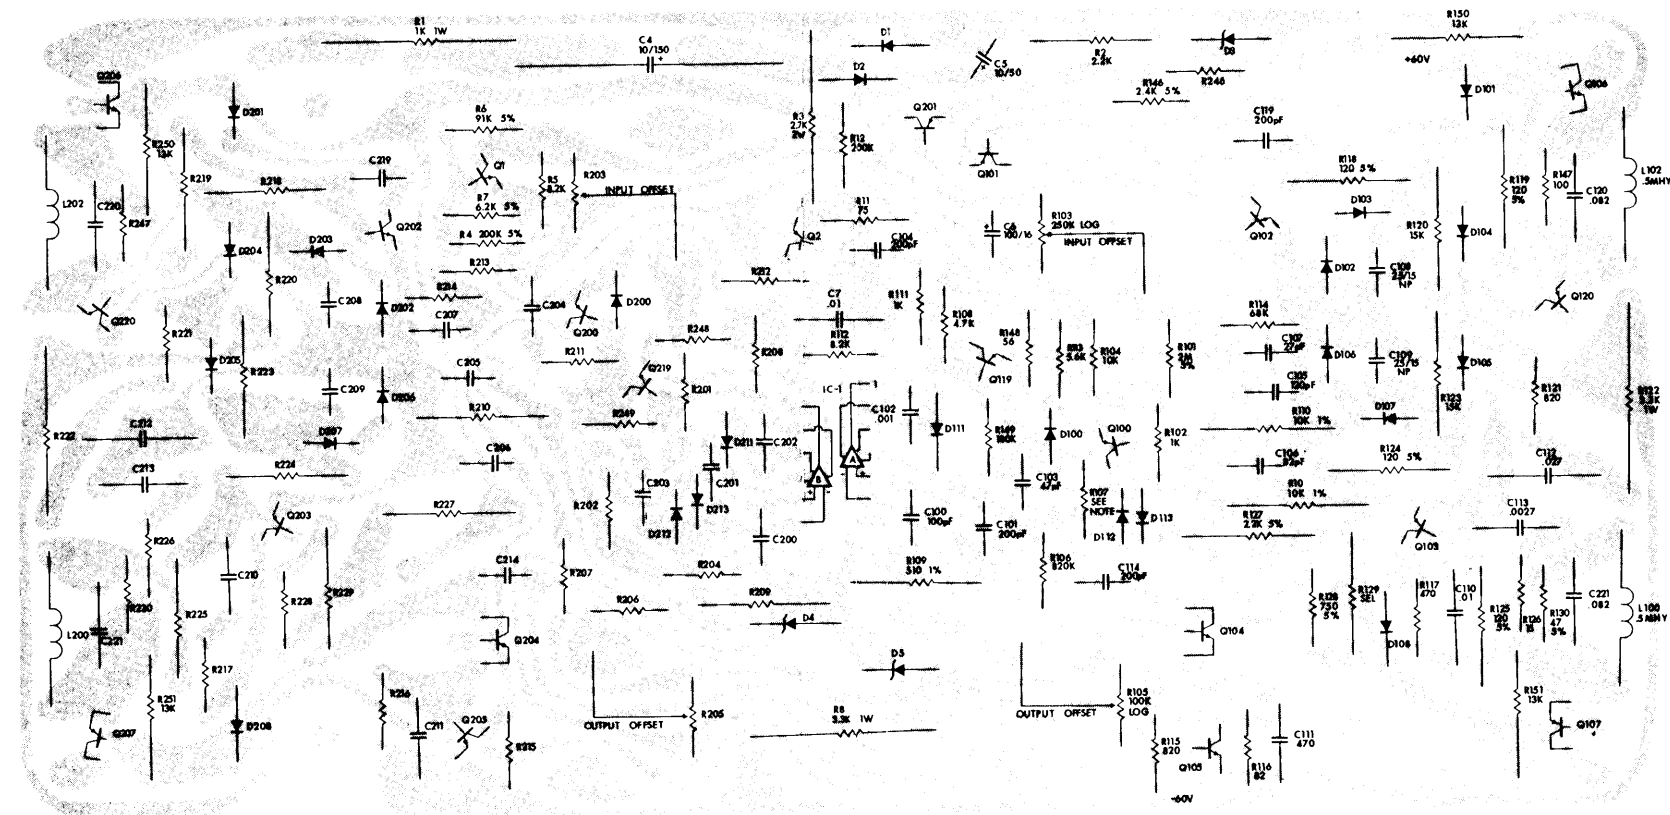 R1
1K 1W
C4
10/150
+
D1
D2
C5
10/50
R2
2.8K
D3
R246
R146
2.4K 5%
R150
13K
+60V
D101
Q106
Q206
D201
R250
13K
R219
R218
C219
L202
C220
R247
R6
91K 5%
Q1
R7
6.2K 5%
R4 200K 5%
R213
R5
8.2K
R203
INPUT OFFSET
R3
2.7K
2W
R12
250K
Q201
Q101
C119
200pF
R118
120 5%
D103
R119
120
5%
R147
100
C120
.082
L102
.5MHY
Q202
D204
D203
R220
C208
D202
R214
C207
C204
Q200
D200
Q2
R11
75
C104
200pF
C6
100/16
R103
250K LOG
INPUT OFFSET
Q102
D102
C108
25/15
NP
R120
15K
D104
Q120
Q220
R221
D205
R223
C209
D206
C205
R211
R248
Q219
R201
R212
R208
C7
.01
R112
8.2K
R111
1K
R108
4.7K
R148
56
Q119
R113
5.6K
R104
10K
R101
2M
5%
R114
68K
C107
27pF
C105
120pF
D106
C109
25/15
NP
R123
15K
D105
R121
820
R122
3.3K
1W
R222
C212
C213
D207
R224
R210
C206
R249
D211
C202
C201
IC-1
B
A
C102
.001
D111
R149
180K
D100
Q100
R102
1K
R110
10K 1%
C106
82pF
D107
R124
120 5%
C112
.027
R227
Q203
R202
C203
D212
D213
C200
C100
100pF
C101
200pF
C103
47pF
R107
SEE
NOTE
D112
D113
R10
10K 1%
R127
2.2K 5%
Q103
C113
.0027
R226
R230
R225
C210
R228
R229
C214
R207
R204
R206
R209
D4
R109
510 1%
R106
820K
C114
200pF
L200
C221
R217
Q204
D5
Q104
R128
750
5%
R129
SEL
D108
R117
470
C110
.01
R125
120
5%
R126
15
R130
47
5%
C221
.082
L100
.5MHY
R251
13K
Q207
D208
R216
C211
Q205
R215
OUTPUT OFFSET
R205
R8
3.3K 1W
OUTPUT OFFSET
R105
100K
LOG
R115
820
Q105
R116
82
C111
470
-60V
R151
13K
Q107